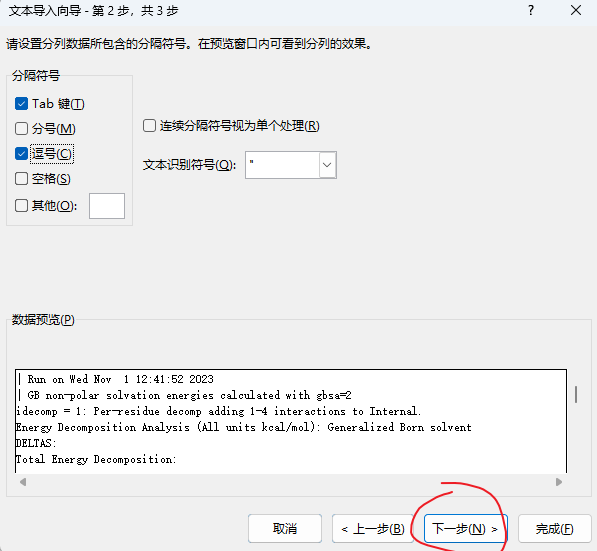 文本导入向导 - 第 2 步，共 3 步
?
请设置分列数据所包含的分隔符号。在预览窗口内可看到分列的效果。
分隔符号
Tab 键(T)
分号(M)
逗号(C)
空格(S)
其他(O):
连续分隔符号视为单个处理(R)
文本识别符号(Q): "
数据预览(P)
| Run on Wed Nov  1 12:41:52 2023
| GB non-polar solvation energies calculated with gbsa=2
idecomp = 1: Per-residue decomp adding 1-4 interactions to Internal.
Energy Decomposition Analysis (All units kcal/mol): Generalized Born solvent
DELTAS:
Total Energy Decomposition:
取消 < 上一步(B) 下一步(N) > 完成(F)